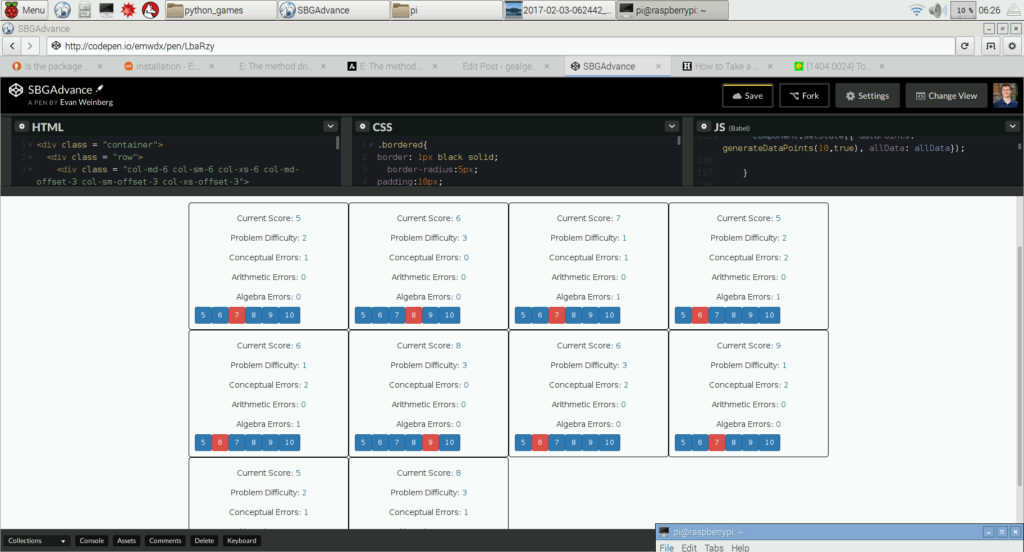 Menu
python_games
SBGAdvance
pi
2017-02-03-062442_...
pi@raspberrypi: ~
10 %
06:26
SBGAdvance
http://codepen.io/emwdx/pen/LbaRzy
Is the package ...
installation - E...
E: The method dri...
E: The method ...
Edit Post - gealge...
SBGAdvance
How to Take a ...
[1404.0024] To...
SBGAdvance
A PEN BY Evan Weinberg
Save
Fork
Settings
Change View
HTML
CSS
JS (Babel)
1 <div class = "container">
2 <div class = "row">
3 <div class = "col-md-6 col-sm-6 col-xs-6 col-md-
offset-3 col-sm-offset-3 col-xs-offset-3">
1 .bordered{
2 border: 1px black solid;
3 border-radius:5px;
4 padding:10px;
generateDataPoints(10,true), allData: allData});
136
137 }
Current Score: 5
Problem Difficulty: 2
Conceptual Errors: 1
Arithmetic Errors: 0
Algebra Errors: 0
5 6 7 8 9 10
Current Score: 6
Problem Difficulty: 3
Conceptual Errors: 0
Arithmetic Errors: 0
Algebra Errors: 0
5 6 7 8 9 10
Current Score: 7
Problem Difficulty: 1
Conceptual Errors: 1
Arithmetic Errors: 0
Algebra Errors: 1
5 6 7 8 9 10
Current Score: 5
Problem Difficulty: 2
Conceptual Errors: 2
Arithmetic Errors: 0
Algebra Errors: 1
5 6 7 8 9 10
Current Score: 6
Problem Difficulty: 1
Conceptual Errors: 2
Arithmetic Errors: 0
Algebra Errors: 1
5 6 7 8 9 10
Current Score: 8
Problem Difficulty: 3
Conceptual Errors: 0
Arithmetic Errors: 0
Algebra Errors: 0
5 6 7 8 9 10
Current Score: 6
Problem Difficulty: 3
Conceptual Errors: 2
Arithmetic Errors: 0
Algebra Errors: 0
5 6 7 8 9 10
Current Score: 9
Problem Difficulty: 1
Conceptual Errors: 2
Arithmetic Errors: 0
Algebra Errors: 0
5 6 7 8 9 10
Current Score: 5
Problem Difficulty: 2
Conceptual Errors: 1
Current Score: 8
Problem Difficulty: 3
Conceptual Errors: 1
Collections
Console
Assets
Comments
Delete
Keyboard
pi@raspberrypi: ~
File Edit Tabs Help